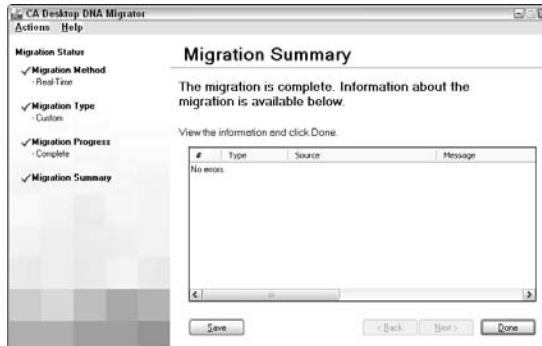 CA Desktop DNA Migrator
Actions Help
Migration Status
Migration Method
- Real-Time
Migration Type
- Custom
Migration Progress
- Complete
Migration Summary
Migration Summary
The migration is complete. Information about the
migration is available below.
View the information and click Done.
# Type Source Message
No errors.
Save < Back Next > Done